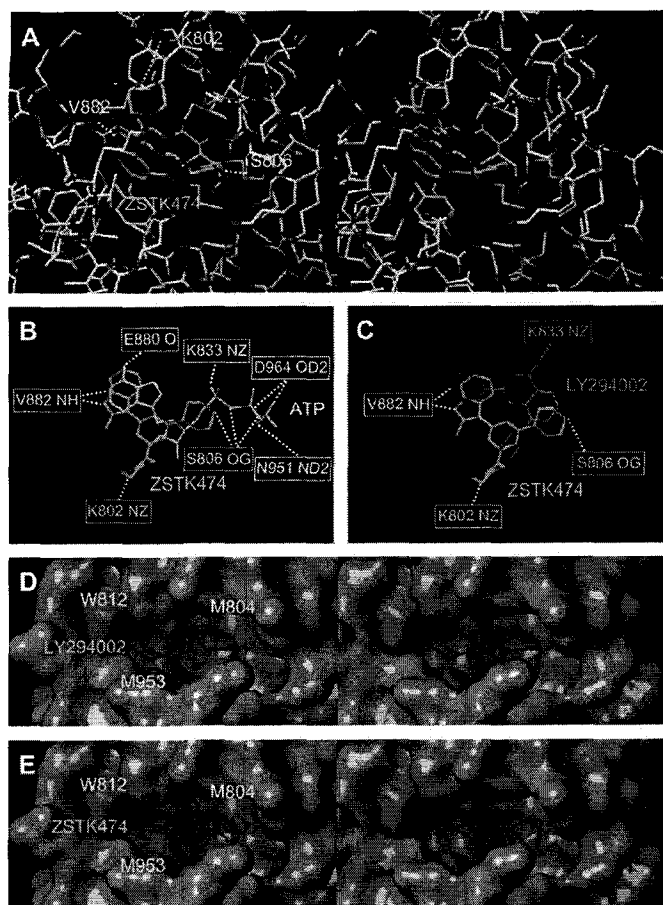 A
K802
V882
S806
ZSTK474
B
E880 O
K833 NZ
D964 OD2
V882 NH
ATP
S806 OG
N951 ND2
ZSTK474
K802 NZ
C
K833 NZ
LY294002
V882 NH
S806 OG
ZSTK474
K802 NZ
D
W812
M804
LY294002
M953
E
W812
M804
ZSTK474
M953